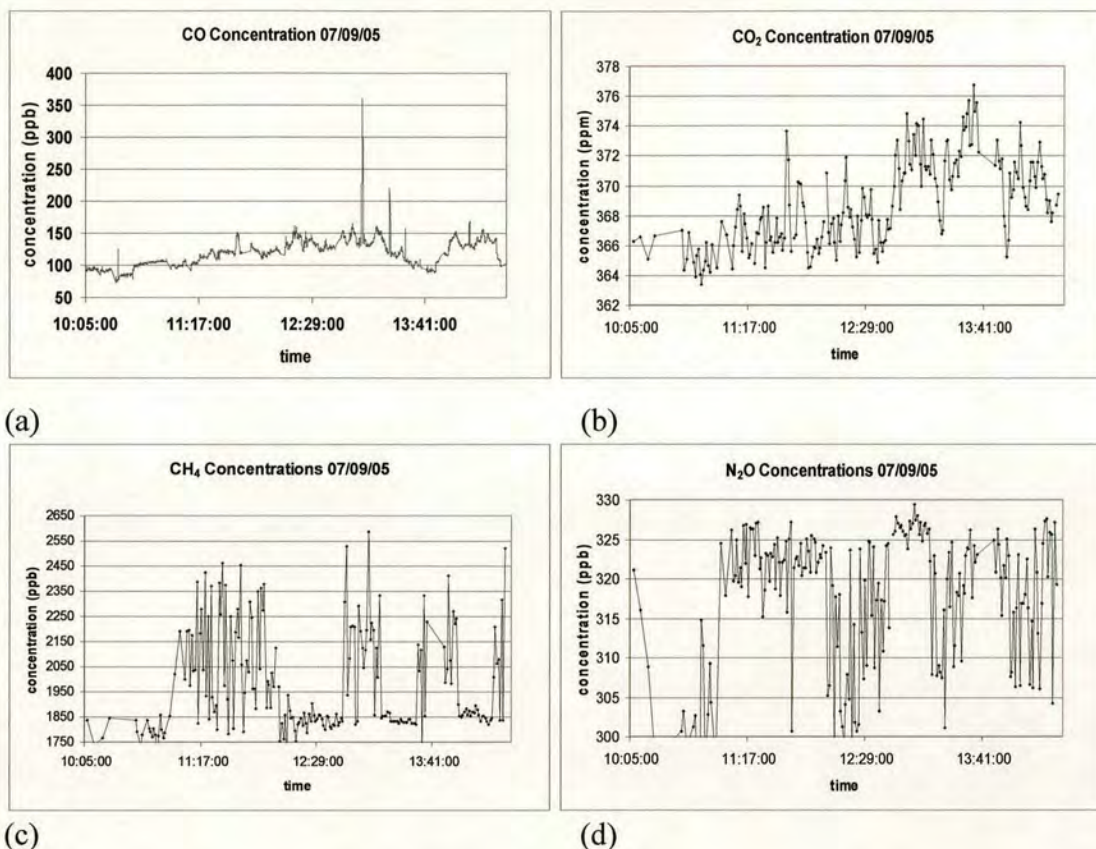 CO Concentration 07/09/05
concentration (ppb)
400
350
300
250
200
150
100
50
10:05:00 11:17:00 12:29:00 13:41:00
time
(a)
CO₂ Concentration 07/09/05
concentration (ppm)
378
376
374
372
370
368
366
364
362
10:05:00 11:17:00 12:29:00 13:41:00
time
(b)
CH₄ Concentrations 07/09/05
concentration (ppb)
2650
2550
2450
2350
2250
2150
2050
1950
1850
1750
10:05:00 11:17:00 12:29:00 13:41:00
time
(c)
N₂O Concentrations 07/09/05
concentration (ppb)
330
325
320
315
310
305
300
10:05:00 11:17:00 12:29:00 13:41:00
time
(d)